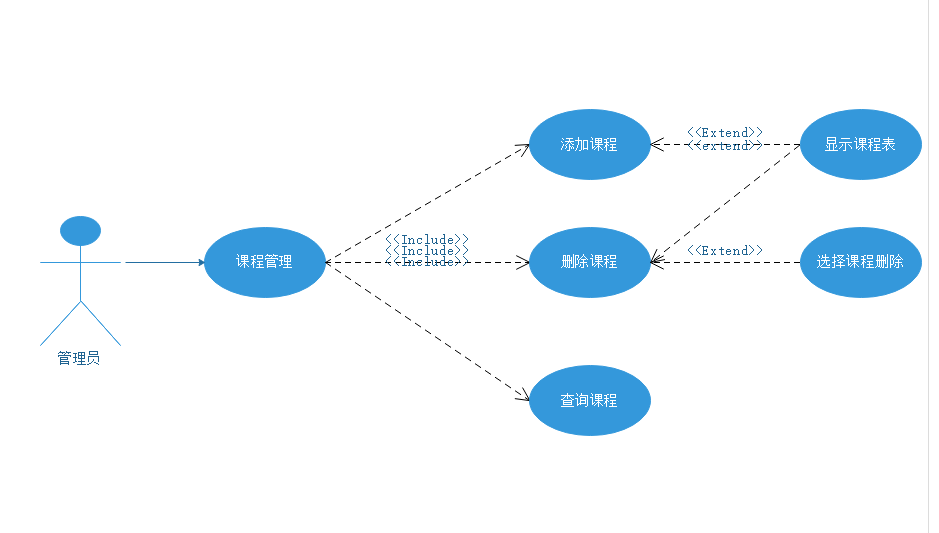 添加课程
<<Extend>>
<<extend>>
显示课程表
管理员
课程管理
<<Include>>
<<Include>>
<<Include>>
删除课程
<<Extend>>
选择课程删除
查询课程